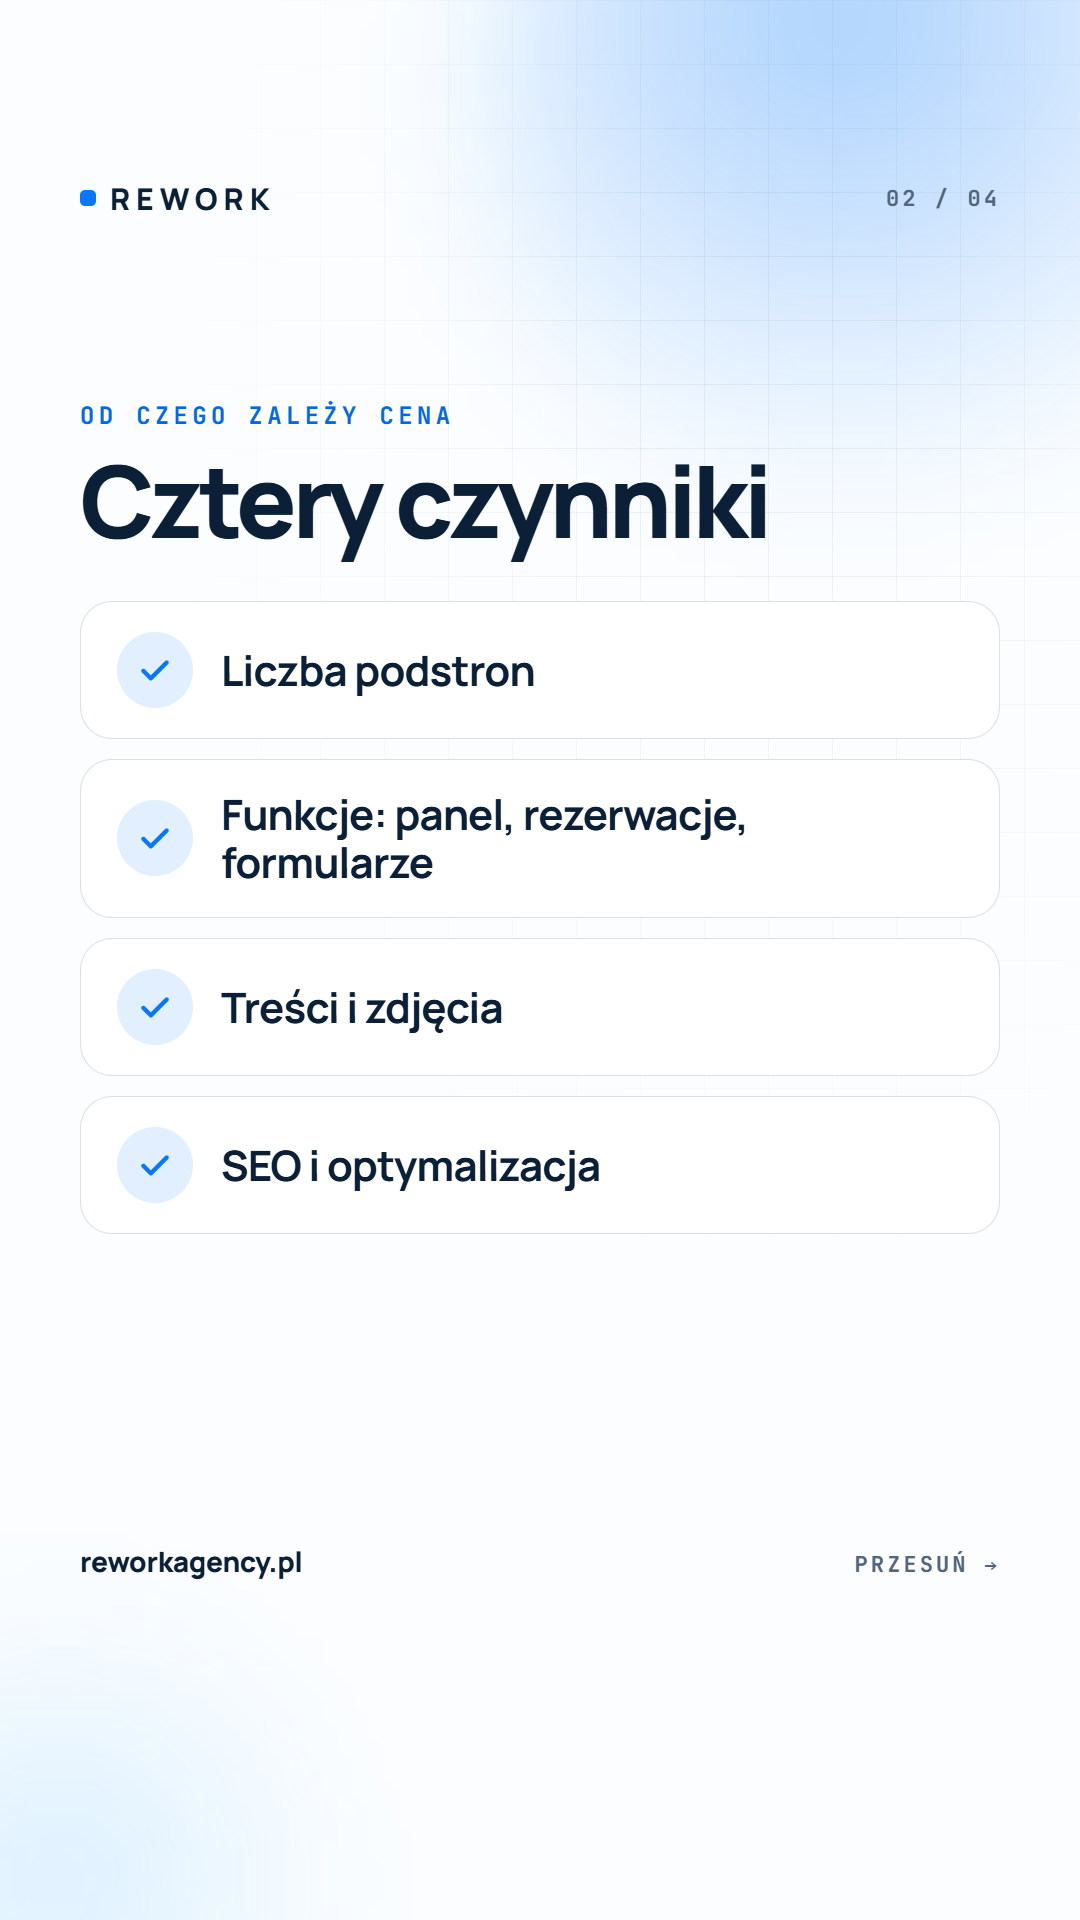 REWORK
02 / 04
OD CZEGO ZALEŻY CENA
Cztery czynniki
Liczba podstron
Funkcje: panel, rezerwacje,
formularze
Treści i zdjęcia
SEO i optymalizacja
reworkagency.pl
PRZESUŃ →